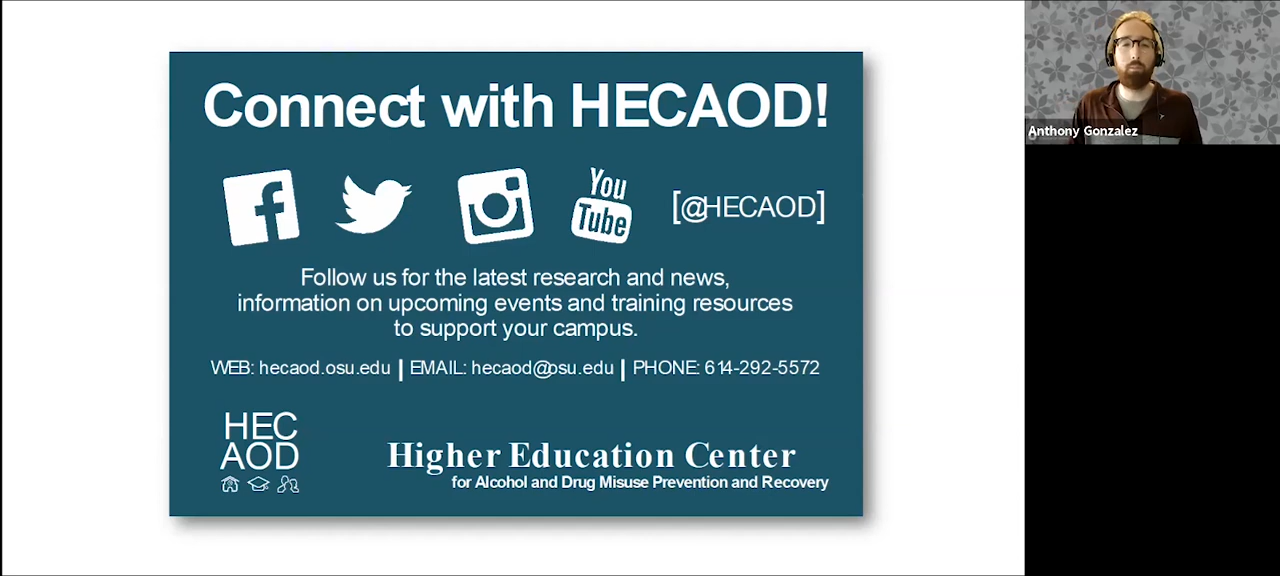 Connect with HECAOD!
f
You
Tube
[@HECAOD]
Follow us for the latest research and news,
information on upcoming events and training resources
to support your campus.
WEB: hecaod.osu.edu | EMAIL: hecaod@osu.edu | PHONE: 614-292-5572
HEC
AOD
Higher Education Center
for Alcohol and Drug Misuse Prevention and Recovery
Anthony Gonzalez